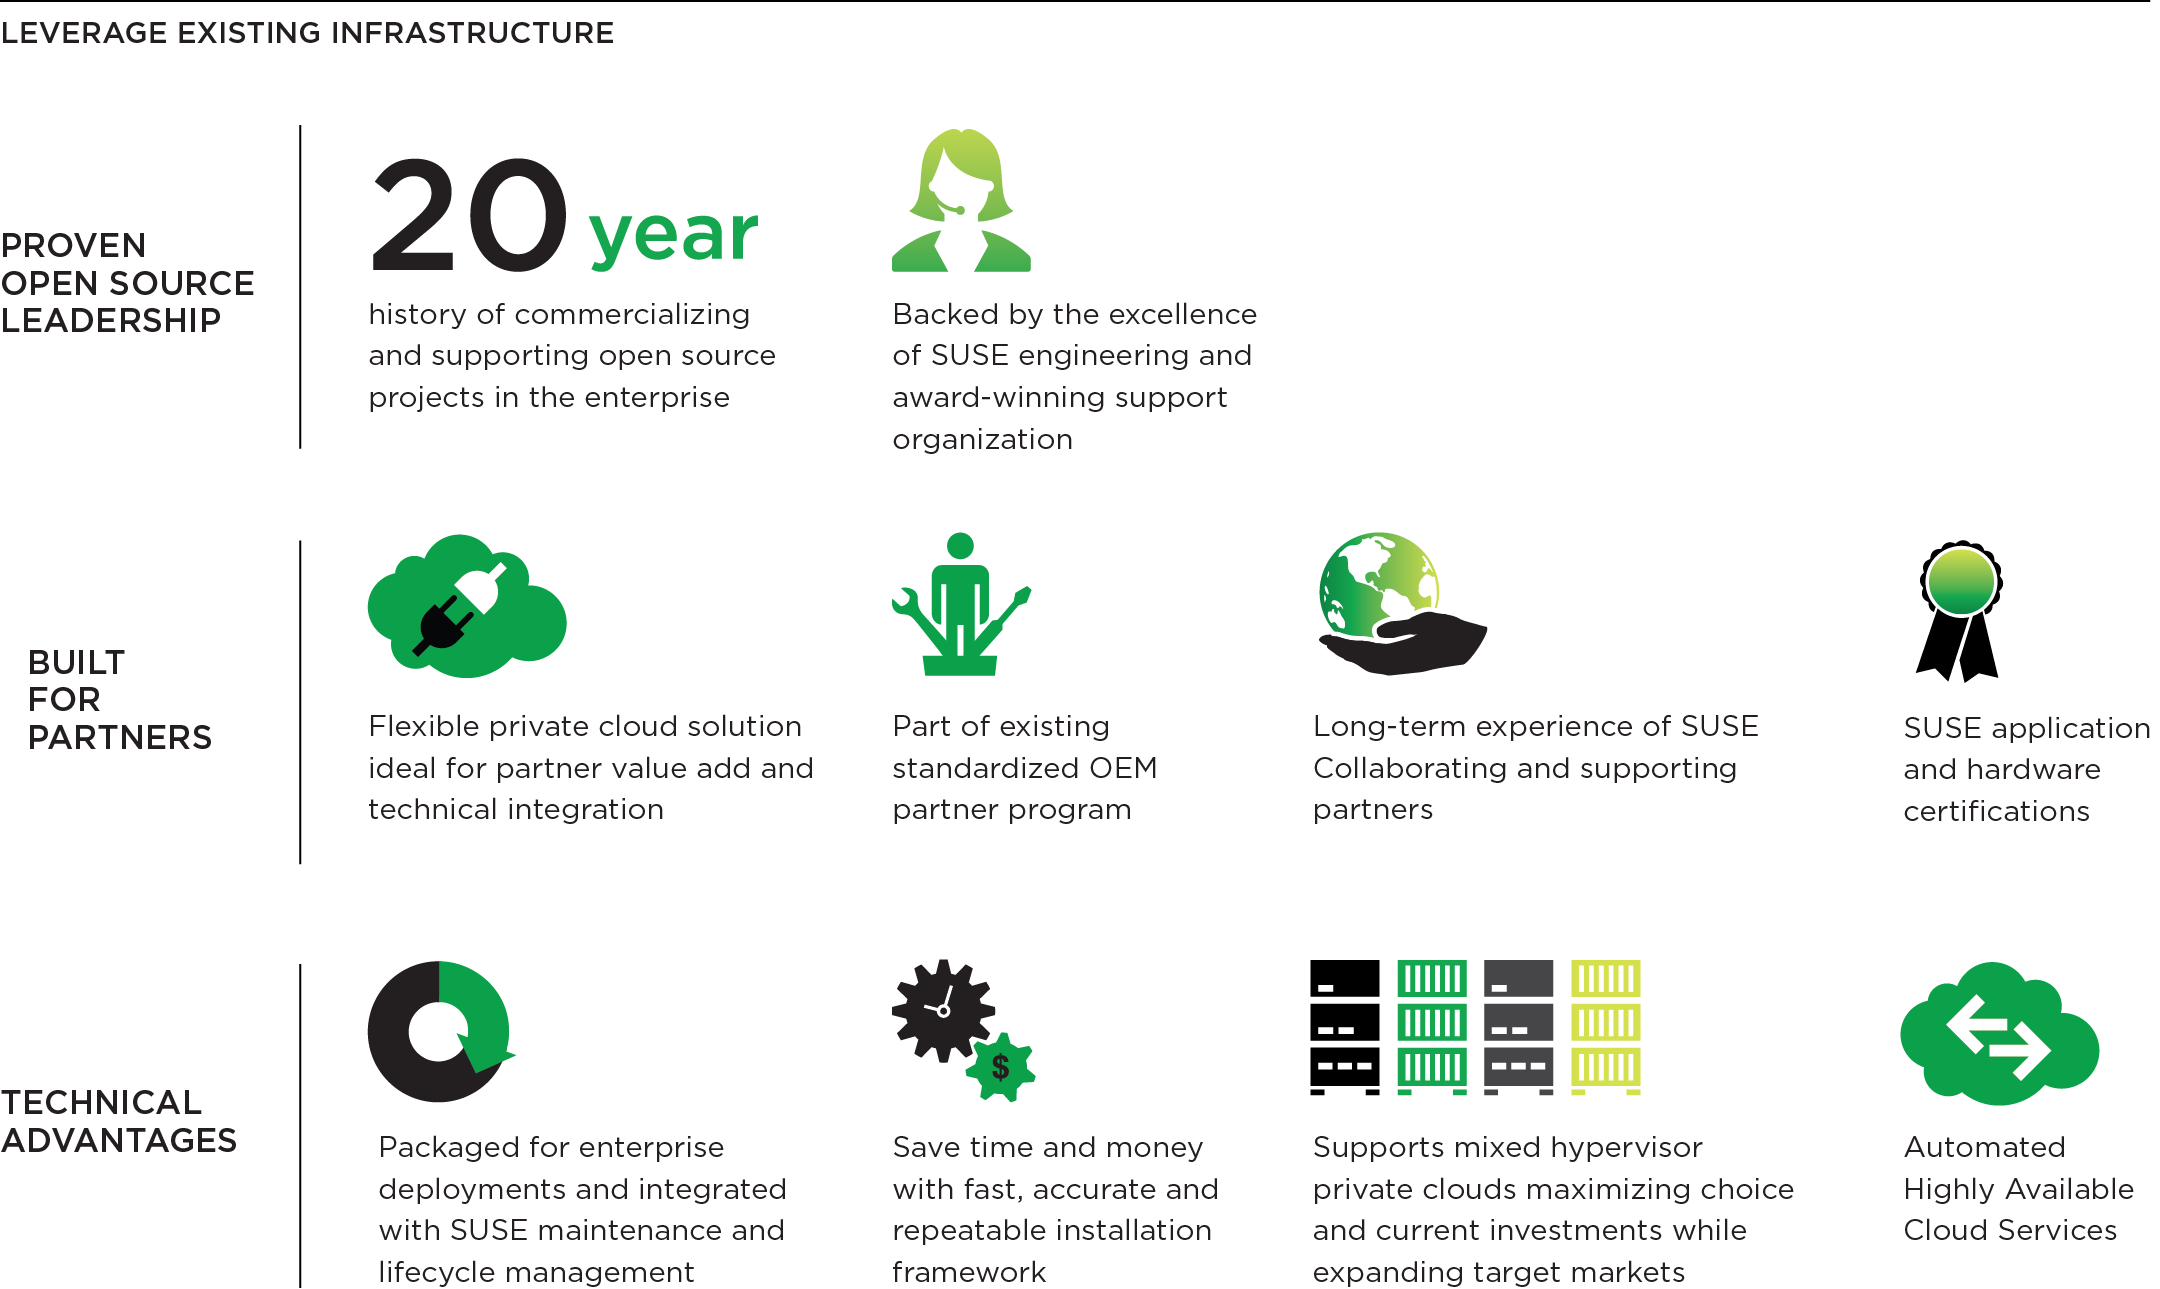 LEVERAGE EXISTING INFRASTRUCTURE
PROVEN
OPEN SOURCE
LEADERSHIP
20 year
history of commercializing
and supporting open source
projects in the enterprise
Backed by the excellence
of SUSE engineering and
award-winning support
organization
BUILT
FOR
PARTNERS
Flexible private cloud solution
ideal for partner value add and
technical integration
Part of existing
standardized OEM
partner program
Long-term experience of SUSE
Collaborating and supporting
partners
SUSE application
and hardware
certifications
TECHNICAL
ADVANTAGES
Packaged for enterprise
deployments and integrated
with SUSE maintenance and
lifecycle management
$
Save time and money
with fast, accurate and
repeatable installation
framework
Supports mixed hypervisor
private clouds maximizing choice
and current investments while
expanding target markets
Automated
Highly Available
Cloud Services